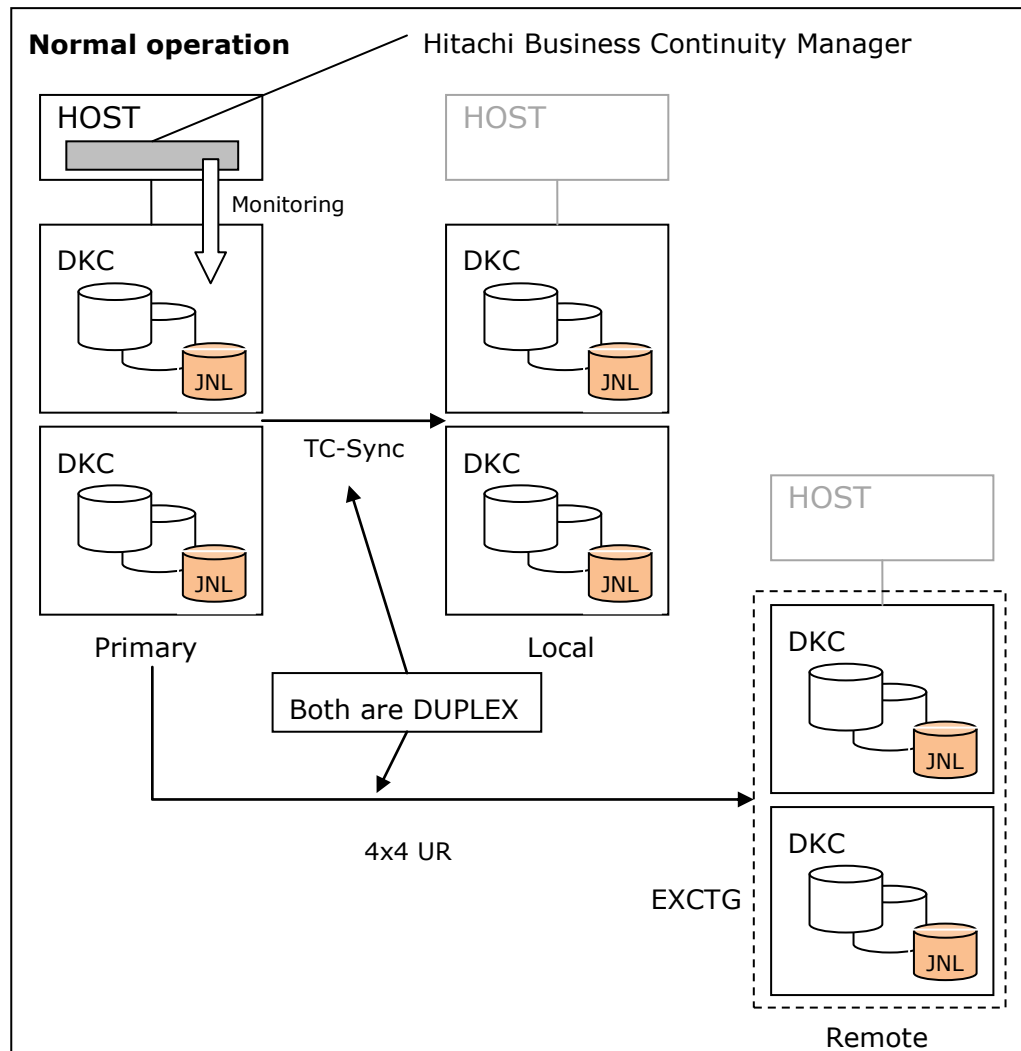 Normal operation
Hitachi Business Continuity Manager
HOST
HOST
Monitoring
DKC
JNL
DKC
JNL
TC-Sync
DKC
JNL
DKC
JNL
HOST
Primary
Local
Both are DUPLEX
DKC
JNL
4x4 UR
EXCTG
DKC
JNL
Remote